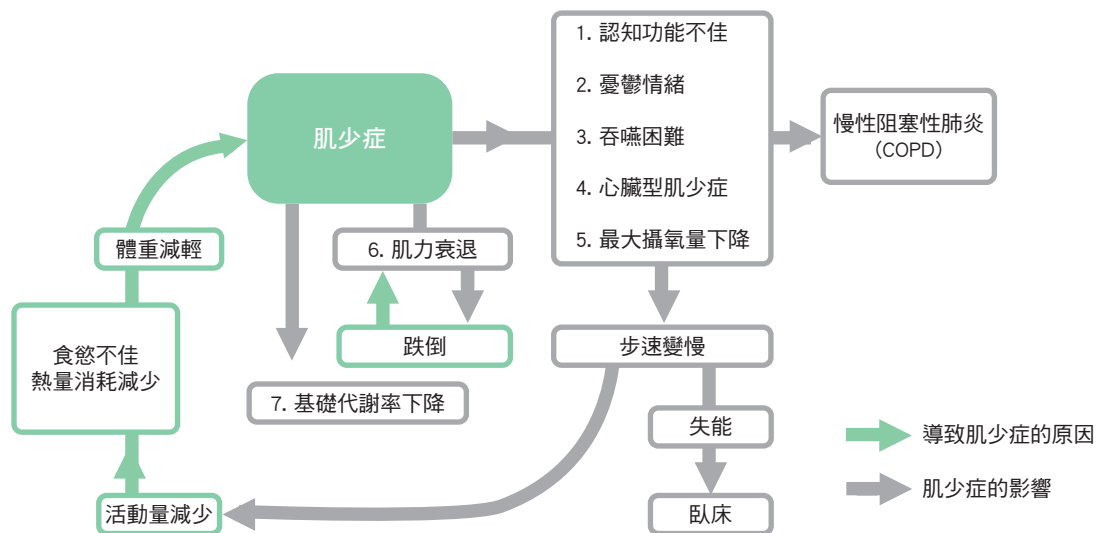 肌少症
1. 認知功能不佳
2. 憂鬱情緒
3. 吞嚥困難
4. 心臟型肌少症
5. 最大攝氧量下降
慢性阻塞性肺炎
（COPD）
體重減輕
6. 肌力衰退
食慾不佳
熱量消耗減少
跌倒
步速變慢
7. 基礎代謝率下降
失能
活動量減少
臥床
導致肌少症的原因
肌少症的影響